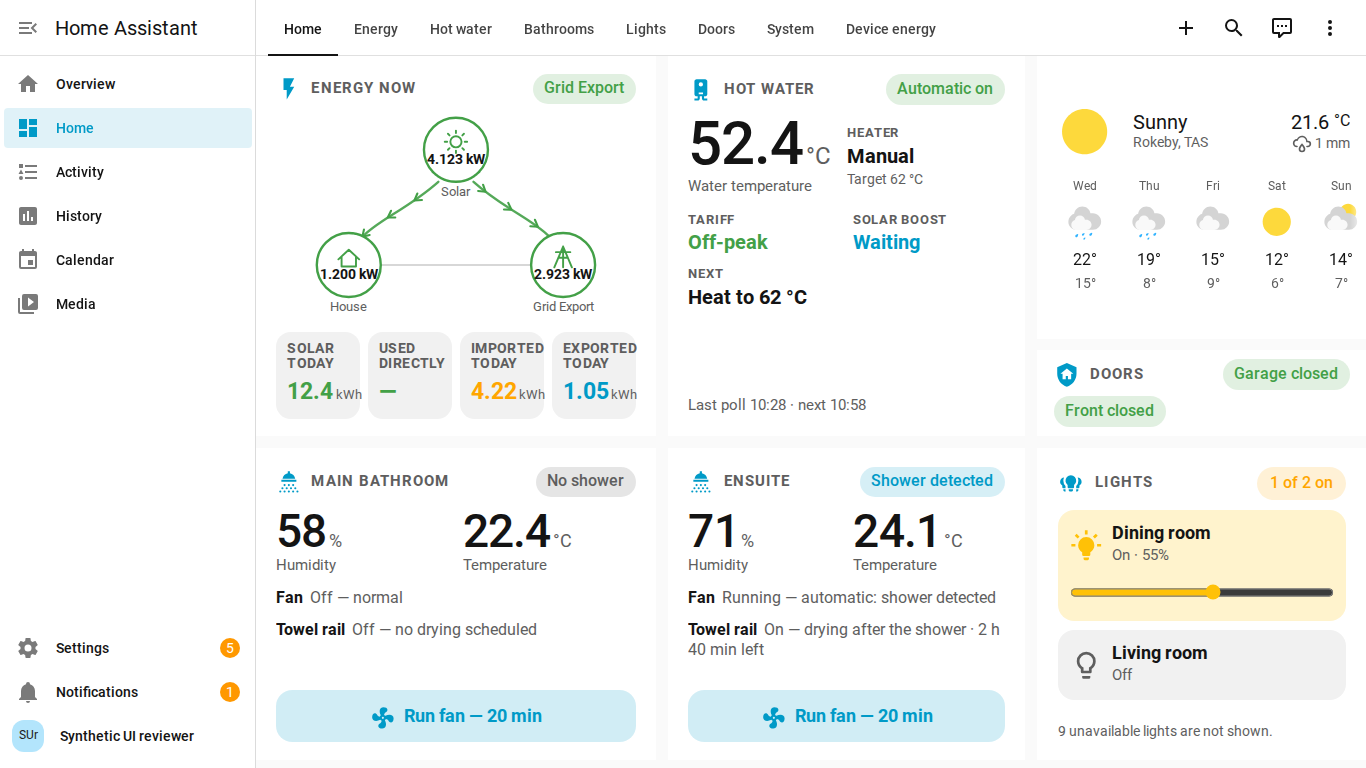 Home Assistant
Overview
Home
Activity
History
Calendar
Media
Settings 5
Notifications 1
SUr Synthetic UI reviewer
Home Energy Hot water Bathrooms Lights Doors System Device energy
ENERGY NOW Grid Export
4.123 kW
Solar
1.200 kW 2.923 kW
House Grid Export
SOLAR TODAY
12.4 kWh
USED DIRECTLY
—
IMPORTED TODAY
4.22 kWh
EXPORTED TODAY
1.05 kWh
HOT WATER Automatic on
52.4 °C
Water temperature
HEATER
Manual
Target 62 °C
TARIFF
Off-peak
SOLAR BOOST
Waiting
NEXT
Heat to 62 °C
Last poll 10:28 · next 10:58
Sunny 21.6 °C
Rokeby, TAS 1 mm
Wed Thu Fri Sat Sun
22° 19° 15° 12° 14°
15° 8° 9° 6° 7°
DOORS Garage closed
Front closed
MAIN BATHROOM No shower
58 % 22.4 °C
Humidity Temperature
Fan Off — normal
Towel rail Off — no drying scheduled
Run fan — 20 min
ENSUITE Shower detected
71 % 24.1 °C
Humidity Temperature
Fan Running — automatic: shower detected
Towel rail On — drying after the shower · 2 h
40 min left
Run fan — 20 min
LIGHTS 1 of 2 on
Dining room
On · 55%
Living room
Off
9 unavailable lights are not shown.